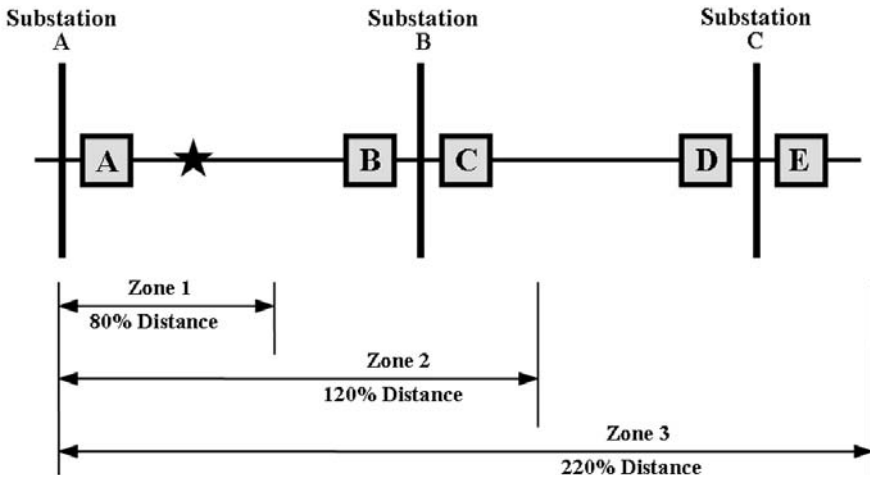 Substation
A
Substation
B
Substation
C
A
B
C
D
E
Zone 1
80% Distance
Zone 2
120% Distance
Zone 3
220% Distance